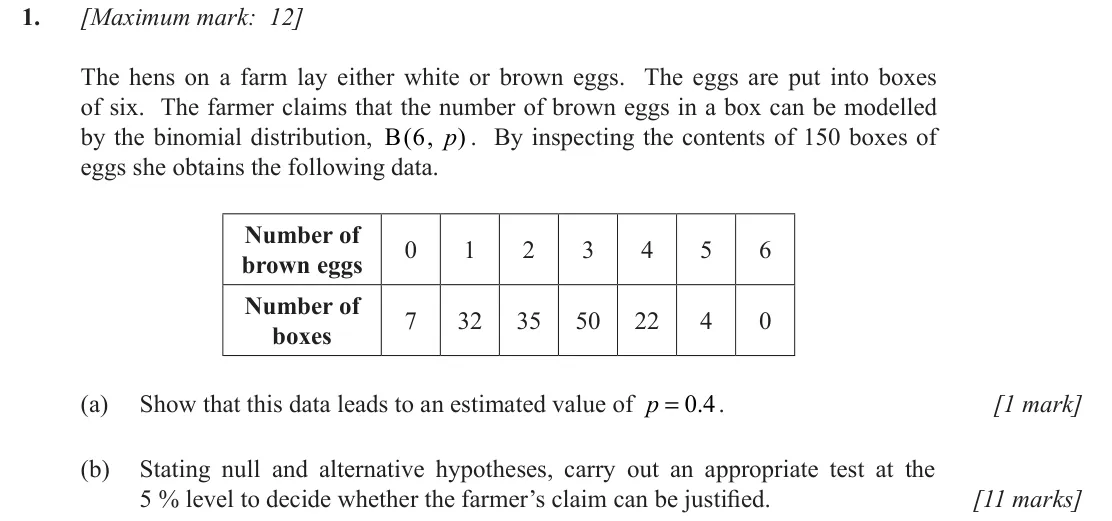 1. [Maximum mark: 12]
The hens on a farm lay either white or brown eggs. The eggs are put into boxes
of six. The farmer claims that the number of brown eggs in a box can be modelled
by the binomial distribution, B(6, p). By inspecting the contents of 150 boxes of
eggs she obtains the following data.
Number of brown eggs 0 1 2 3 4 5 6
Number of boxes 7 32 35 50 22 4 0
(a) Show that this data leads to an estimated value of p = 0.4. [1 mark]
(b) Stating null and alternative hypotheses, carry out an appropriate test at the
5 % level to decide whether the farmer’s claim can be justified. [11 marks]